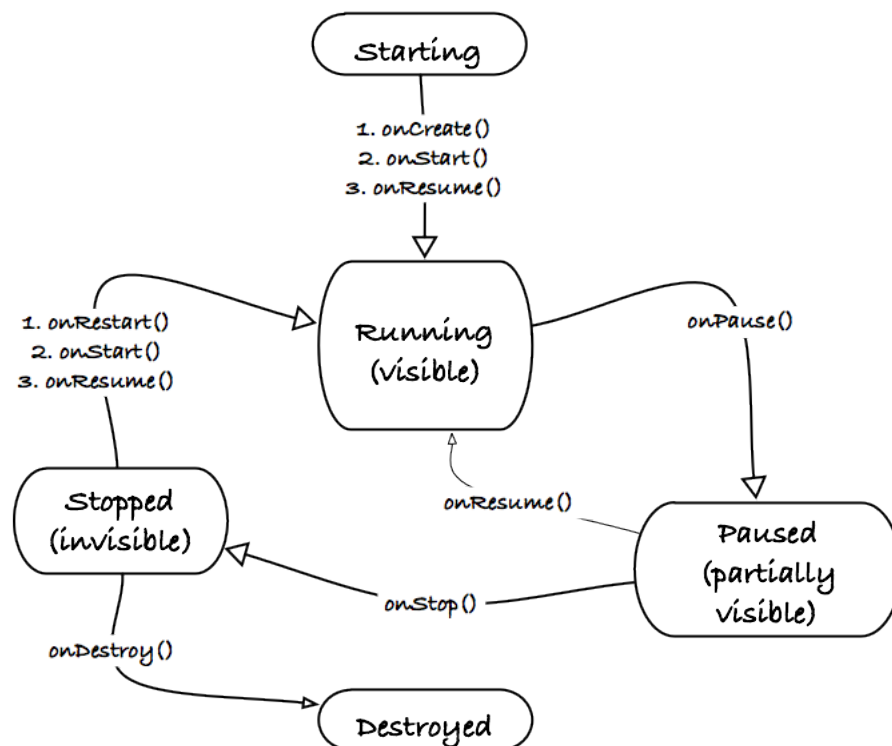 Starting
1. onCreate()
2. onStart()
3. onResume()
1. onRestart()
2. onStart()
3. onResume()
Running
(visible)
onPause()
Stopped
(invisible)
onResume()
Paused
(partially
visible)
onStop()
onDestroy()
Destroyed